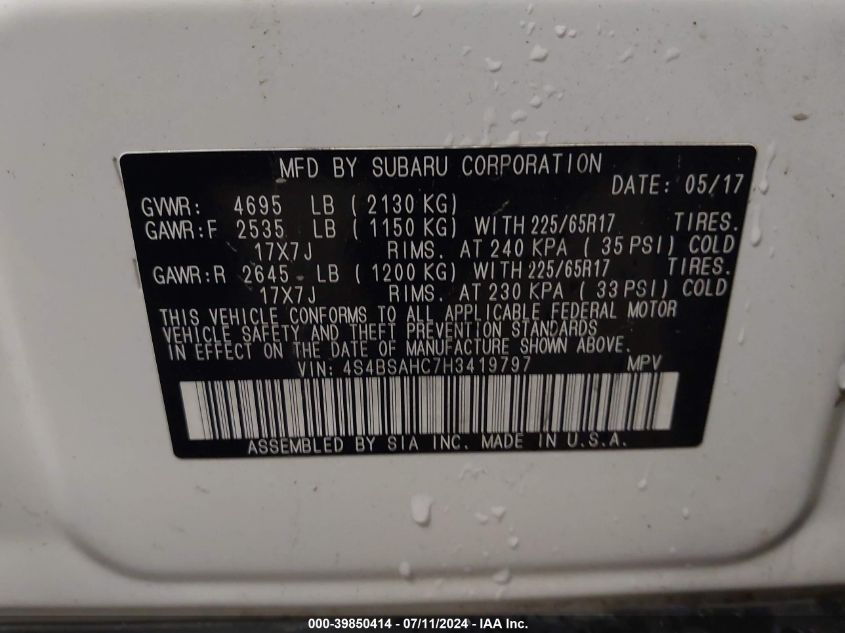 MFD BY SUBARU CORPORATION
DATE: 05/17
GVWR: 4695 LB ( 2130 KG)
GAWR:F 2535 LB ( 1150 KG) WITH 225/65R17 TIRES.
17X7J RIMS. AT 240 KPA ( 35 PSI) COLD
GAWR:R 2645 LB ( 1200 KG) WITH 225/65R17 TIRES.
17X7J RIMS. AT 230 KPA ( 33 PSI) COLD
THIS VEHICLE CONFORMS TO ALL APPLICABLE FEDERAL MOTOR
VEHICLE SAFETY AND THEFT PREVENTION STANDARDS
IN EFFECT ON THE DATE OF MANUFACTURE SHOWN ABOVE.
VIN: 4S4BSAHC7H3419797 MPV
ASSEMBLED BY SIA INC. MADE IN U.S.A.
000-39850414 - 07/11/2024 - IAA Inc.